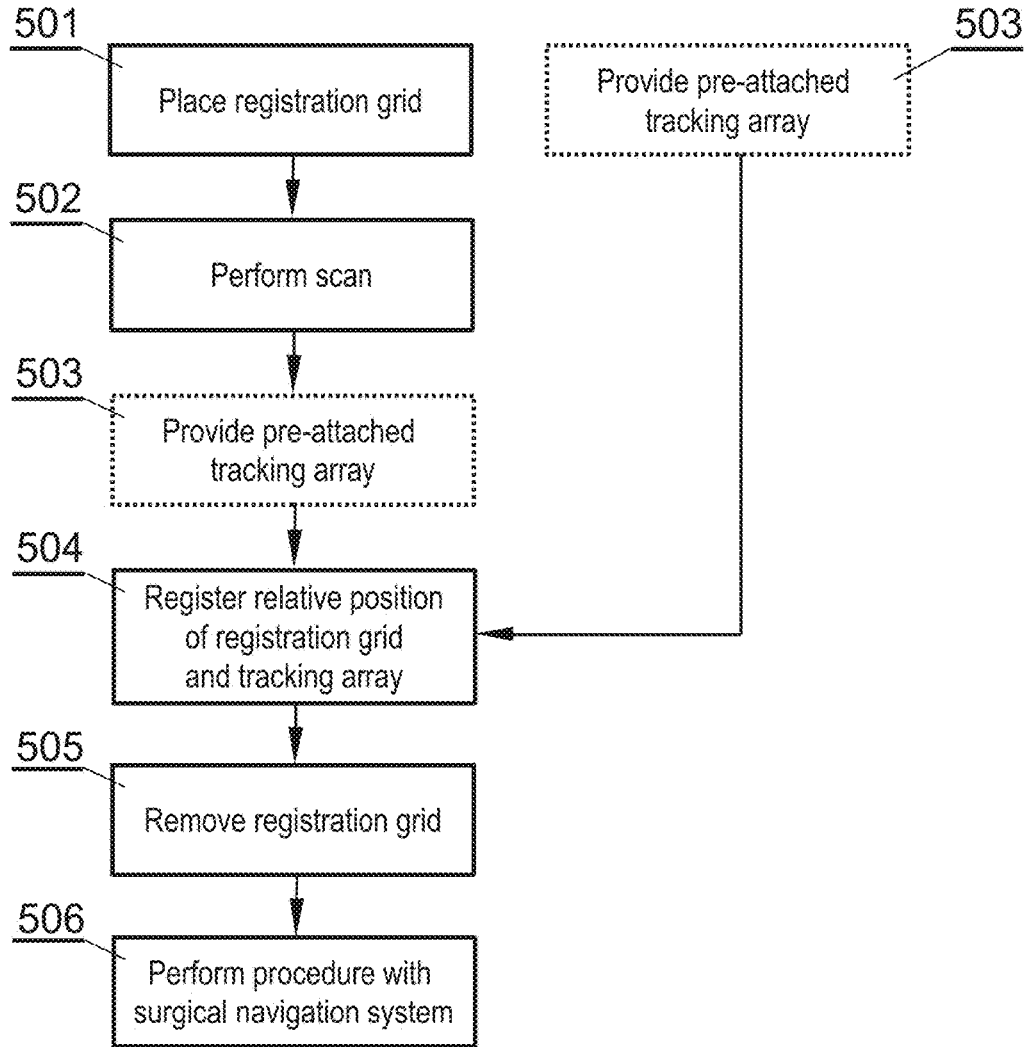 501
Place registration grid
503
Provide pre-attached
tracking array
502
Perform scan
503
Provide pre-attached
tracking array
504
Register relative position
of registration grid
and tracking array
505
Remove registration grid
506
Perform procedure with
surgical navigation system